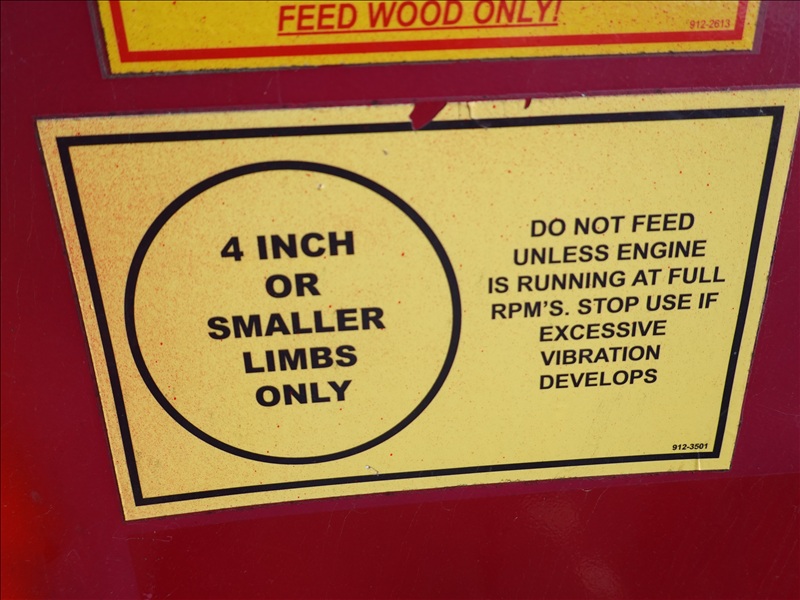 FEED WOOD ONLY!
912-2613
4 INCH
OR
SMALLER
LIMBS
ONLY
DO NOT FEED
UNLESS ENGINE
IS RUNNING AT FULL
RPM'S. STOP USE IF
EXCESSIVE
VIBRATION
DEVELOPS
912-3501